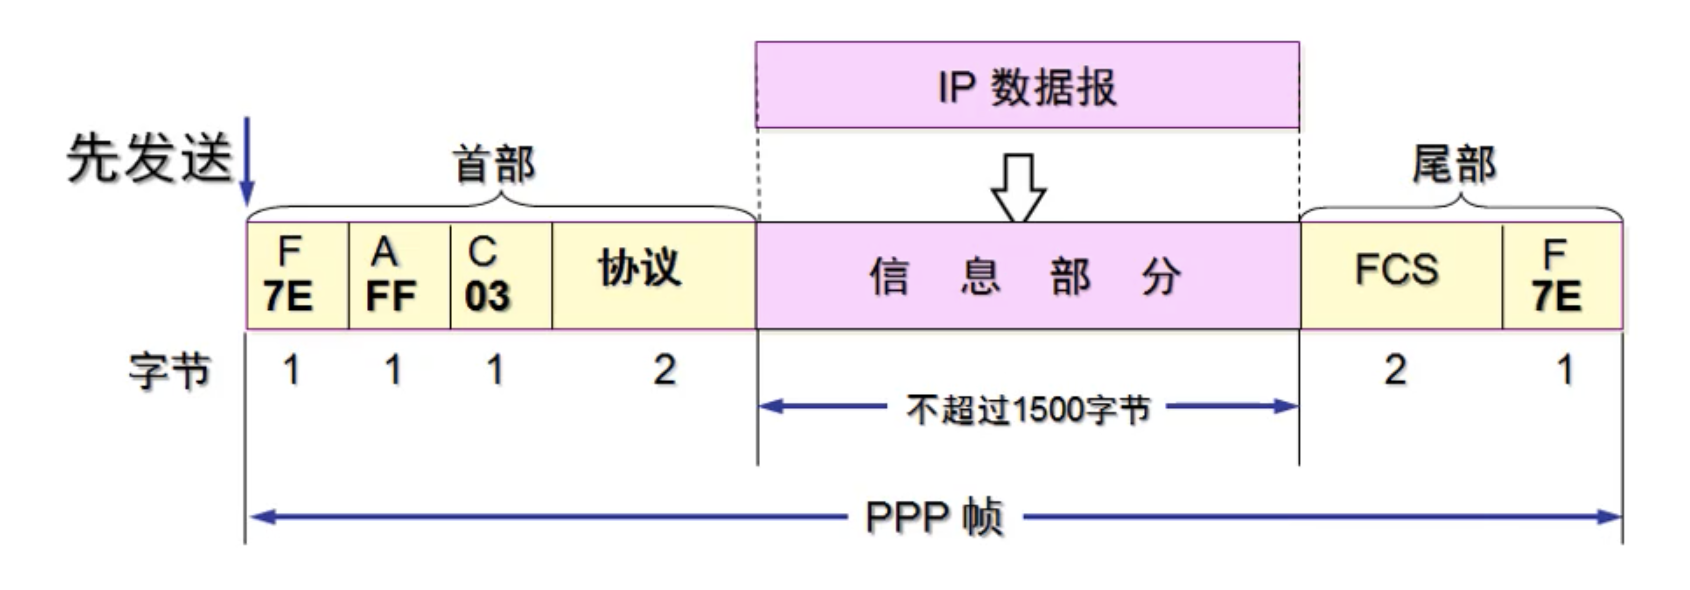 IP 数据报
先发送
首部
尾部
F A C 协议 信 息 部 分 FCS F
7E FF 03 7E
字节 1 1 1 2 2 1
不超过1500字节
PPP 帧